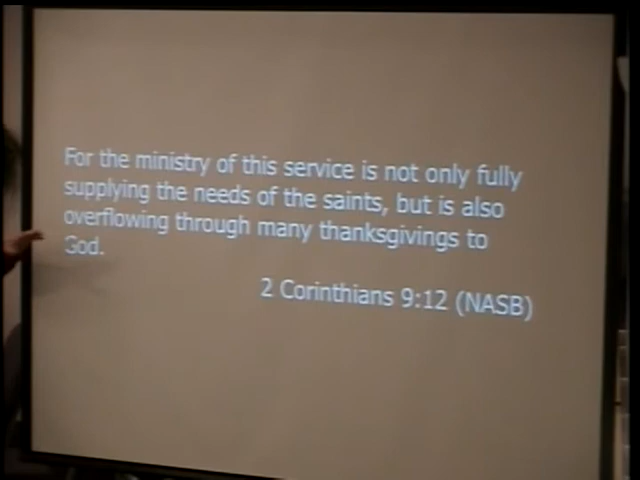 For the ministry of this service is not only fully
supplying the needs of the saints, but is also
overflowing through many thanksgivings to
God.
2 Corinthians 9:12 (NASB)